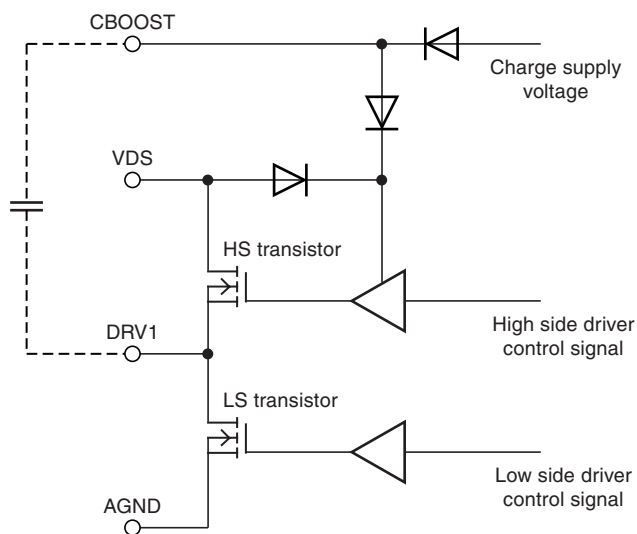 CBOOST
Charge supply
voltage
VDS
HS transistor
High side driver
control signal
DRV1
LS transistor
Low side driver
control signal
AGND